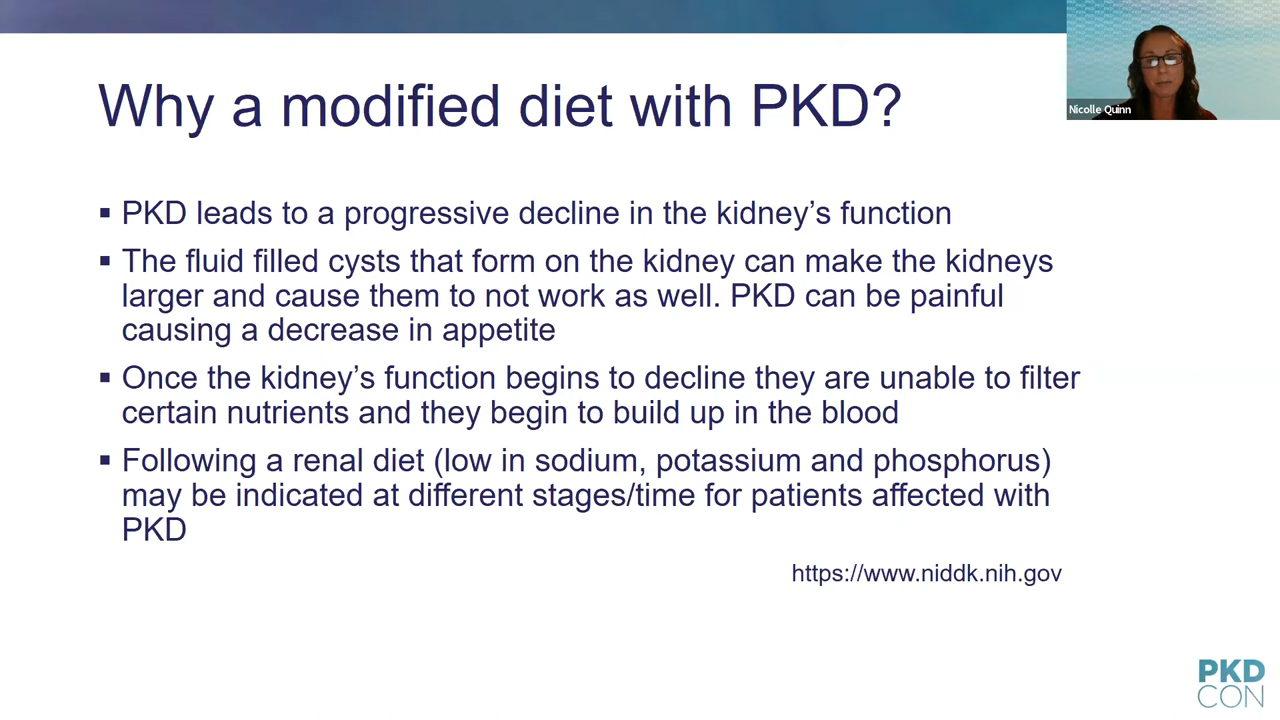 Nicolle Quinn
Why a modified diet with PKD?
▪ PKD leads to a progressive decline in the kidney’s function
▪ The fluid filled cysts that form on the kidney can make the kidneys
larger and cause them to not work as well. PKD can be painful
causing a decrease in appetite
▪ Once the kidney’s function begins to decline they are unable to filter
certain nutrients and they begin to build up in the blood
▪ Following a renal diet (low in sodium, potassium and phosphorus)
may be indicated at different stages/time for patients affected with
PKD
https://www.niddk.nih.gov
PKD
CON